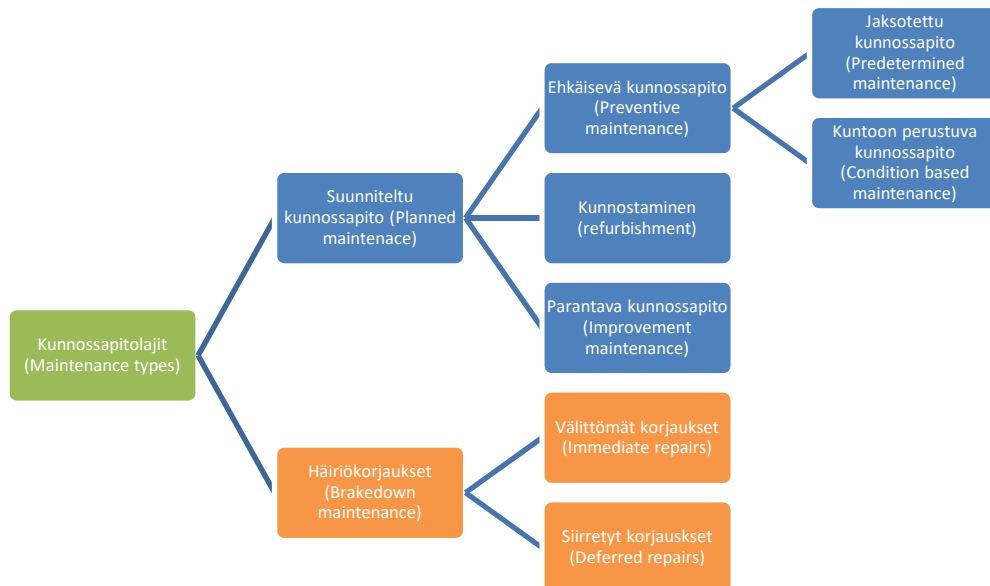 Kunnossapitolajit
(Maintenance types)
Suunniteltu
kunnossapito (Planned
maintenace)
Ehkäisevä kunnossapito
(Preventive
maintenance)
Jaksotettu
kunnossapito
(Predetermined
maintenance)
Kuntoon perustuva
kunnossapito
(Condition based
maintenance)
Kunnostaminen
(refurbishment)
Parantava kunnossapito
(Improvement
maintenance)
Häiriökorjaukset
(Brakedown
maintenance)
Välittömät korjaukset
(Immediate repairs)
Siirretyt korjauskset
(Deferred repairs)